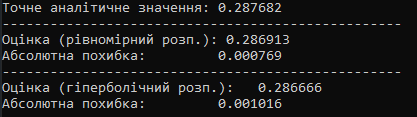 Точне аналітичне значення: 0.287682
--------------------------------------------------
Оцінка (рівномірний розп.): 0.286913
Абсолютна похибка:         0.000769
--------------------------------------------------
Оцінка (гіперболічний розп.):   0.286666
Абсолютна похибка:         0.001016